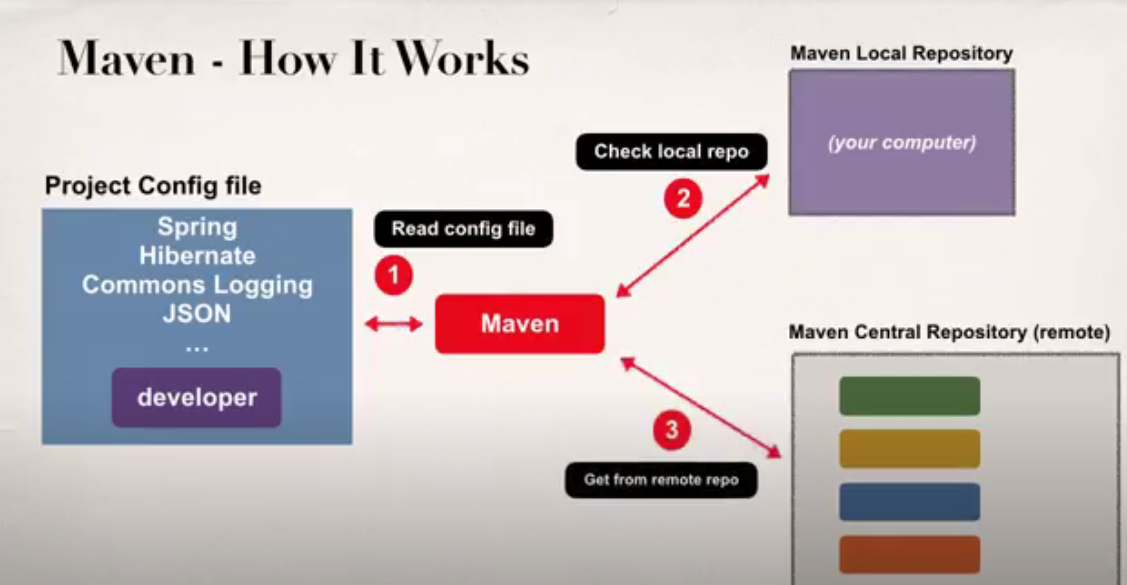 Maven - How It Works
Maven Local Repository
(your computer)
Check local repo
2
Project Config file
Spring
Hibernate
Commons Logging
JSON
...
developer
Read config file
1
Maven
Maven Central Repository (remote)
3
Get from remote repo